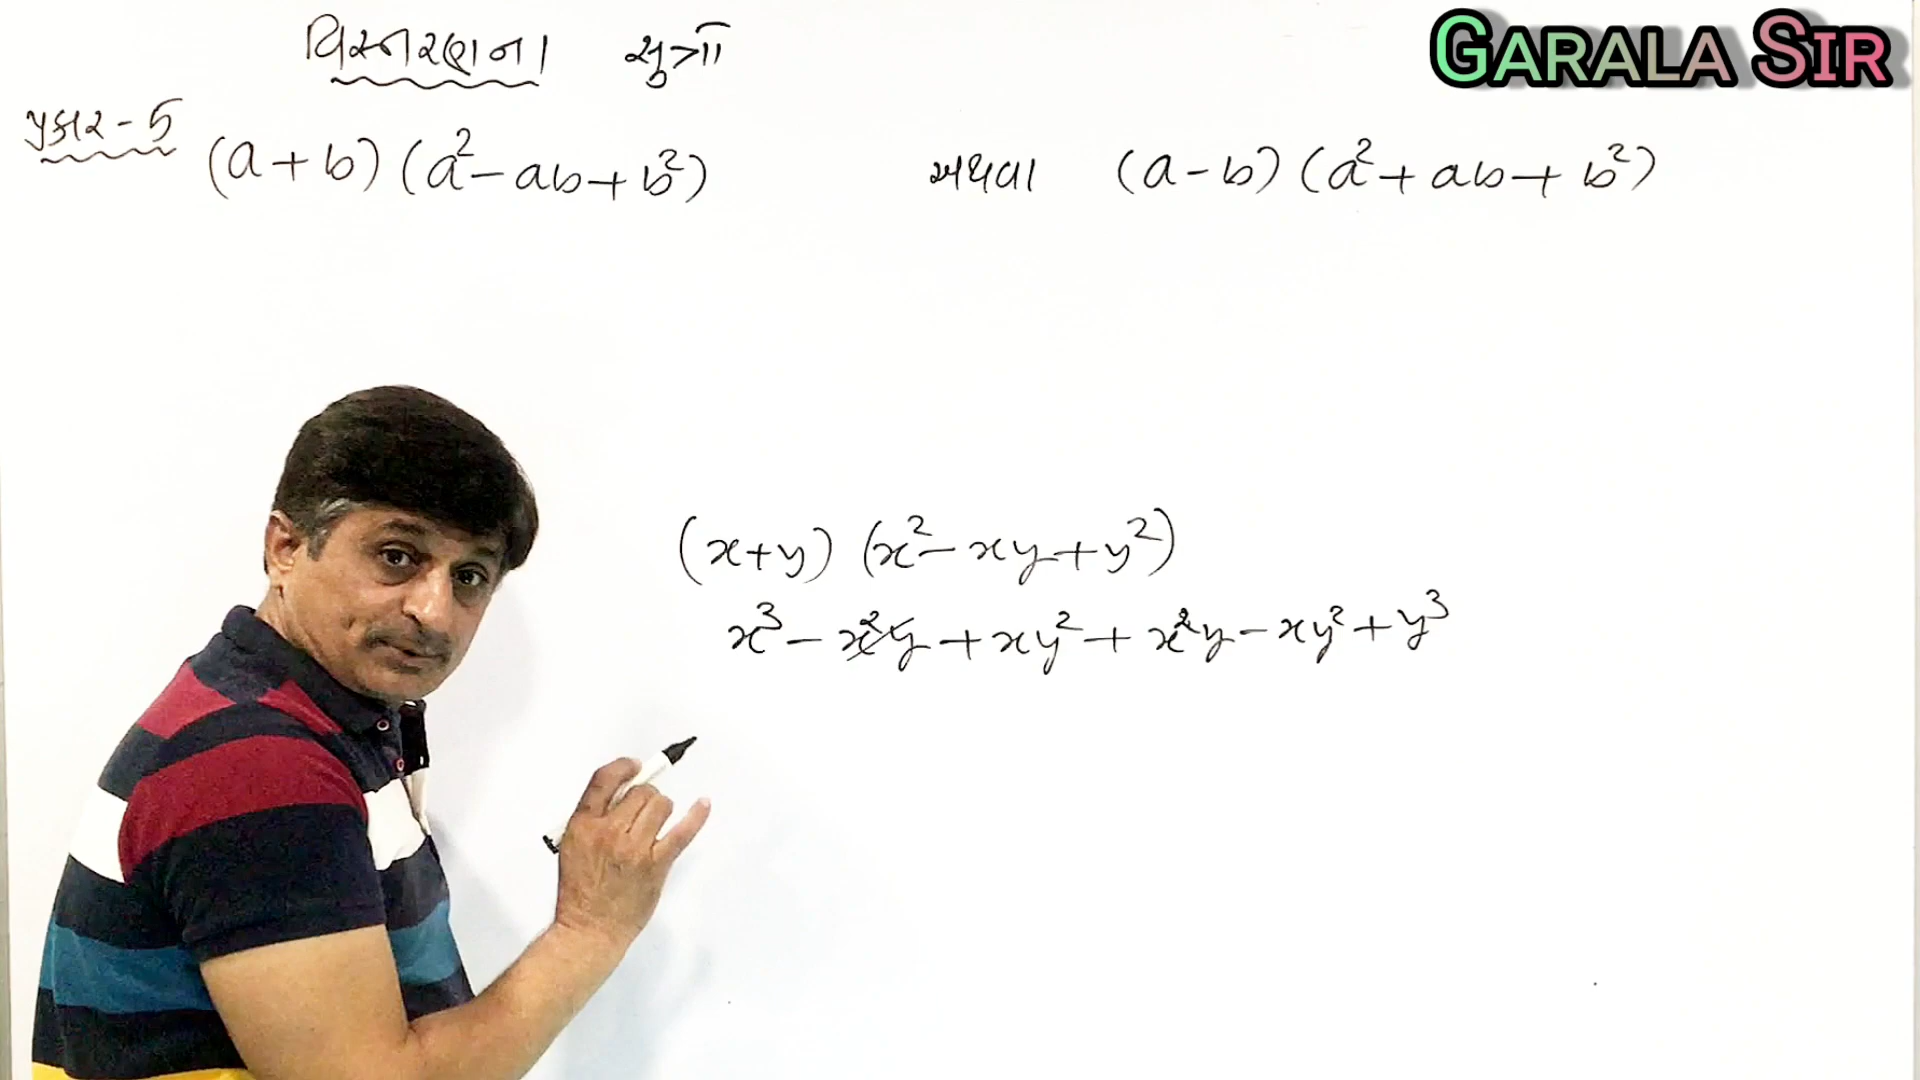 વિસ્તરણના સુત્રો
GARALA SIR
પ્રકાર - 5
(a + b) (a² - ab + b²) અથવા (a - b) (a² + ab + b²)
(x+y) (x² - xy + y²)
x³ - x²y + xy² + x²y - xy² + y³